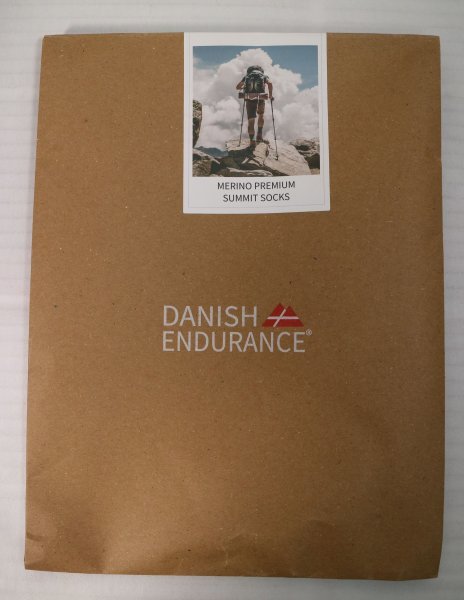 MERINO PREMIUM
SUMMIT SOCKS
DANISH
ENDURANCE®